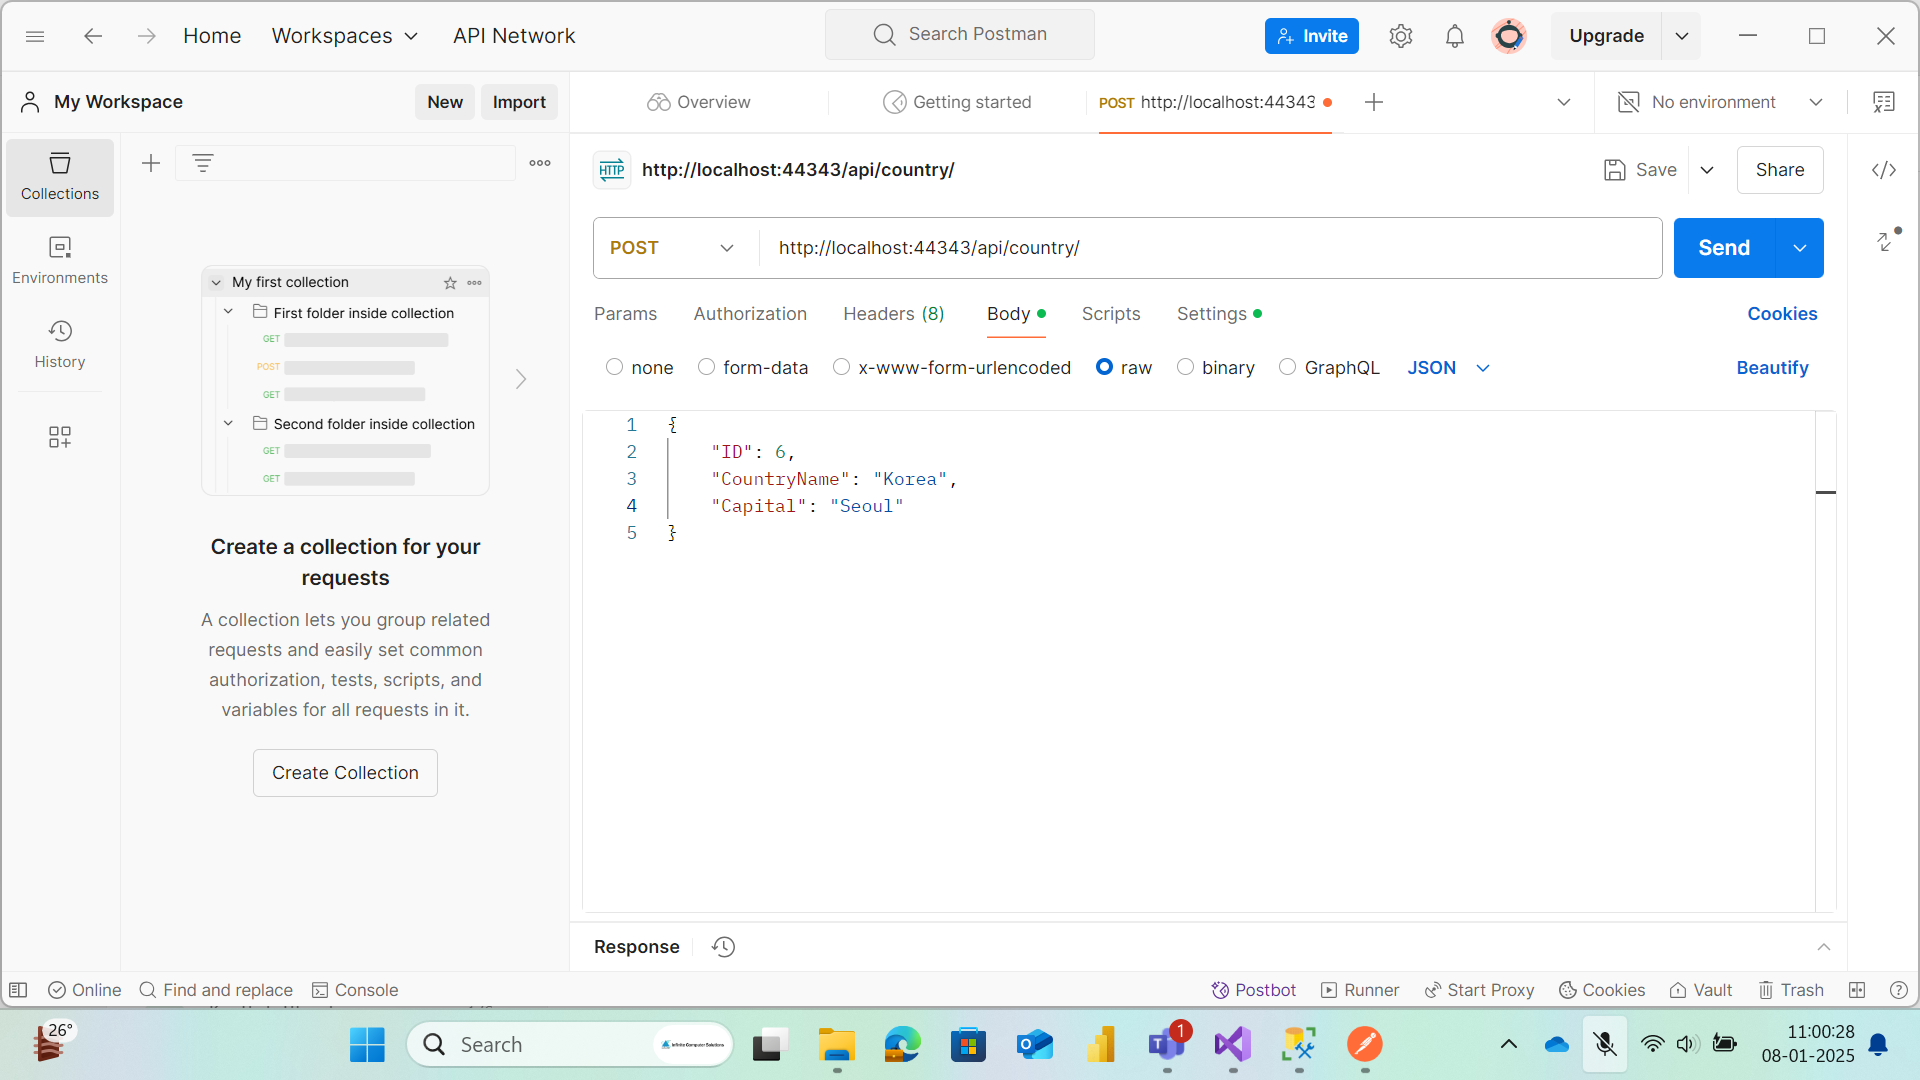 Home Workspaces API Network Search Postman Invite Upgrade
My Workspace New Import Overview Getting started POST http://localhost:44343 No environment
Collections
Environments
History
My first collection
First folder inside collection
GET
POST
GET
Second folder inside collection
GET
GET
Create a collection for your
requests
A collection lets you group related
requests and easily set common
authorization, tests, scripts, and
variables for all requests in it.
Create Collection
HTTP http://localhost:44343/api/country/ Save Share
POST http://localhost:44343/api/country/ Send
Params Authorization Headers (8) Body Scripts Settings Cookies
none form-data x-www-form-urlencoded raw binary GraphQL JSON Beautify
1 {
2 "ID": 6,
3 "CountryName": "Korea",
4 "Capital": "Seoul"
5 }
Response
Online Find and replace Console Postbot Runner Start Proxy Cookies Vault Trash
26° Search Infinite Computer Solutions 1 11:00:28
08-01-2025